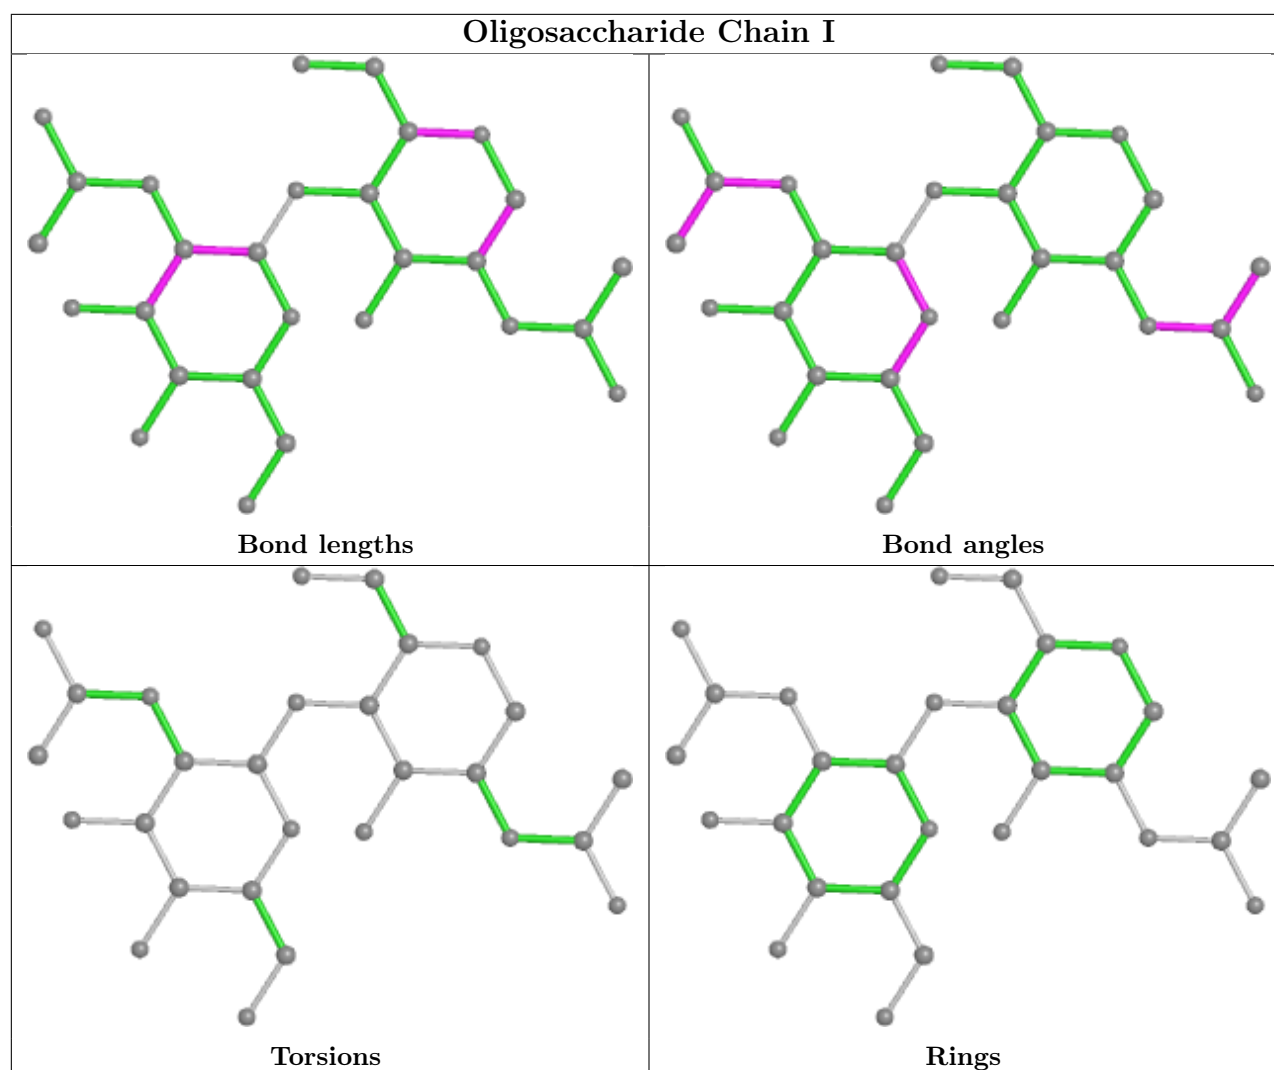 Oligosaccharide Chain I
Bond lengths
Bond angles
Torsions
Rings